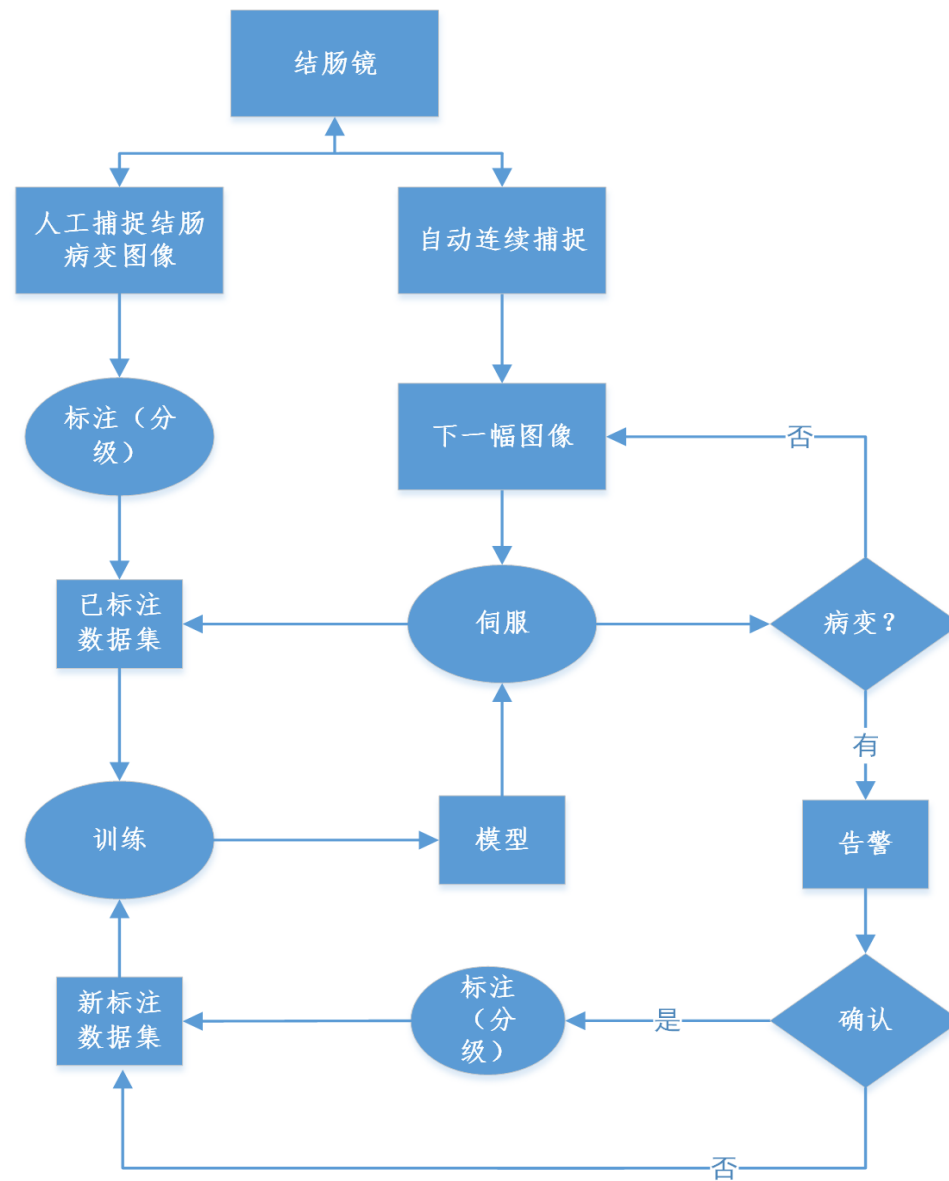 结肠镜
人工捕捉结肠
病变图像
自动连续捕捉
标注（分
级）
下一幅图像
否
已标注
数据集
伺服
病变？
有
训练
模型
告警
新标注
数据集
标注
（分
级）
是
确认
否